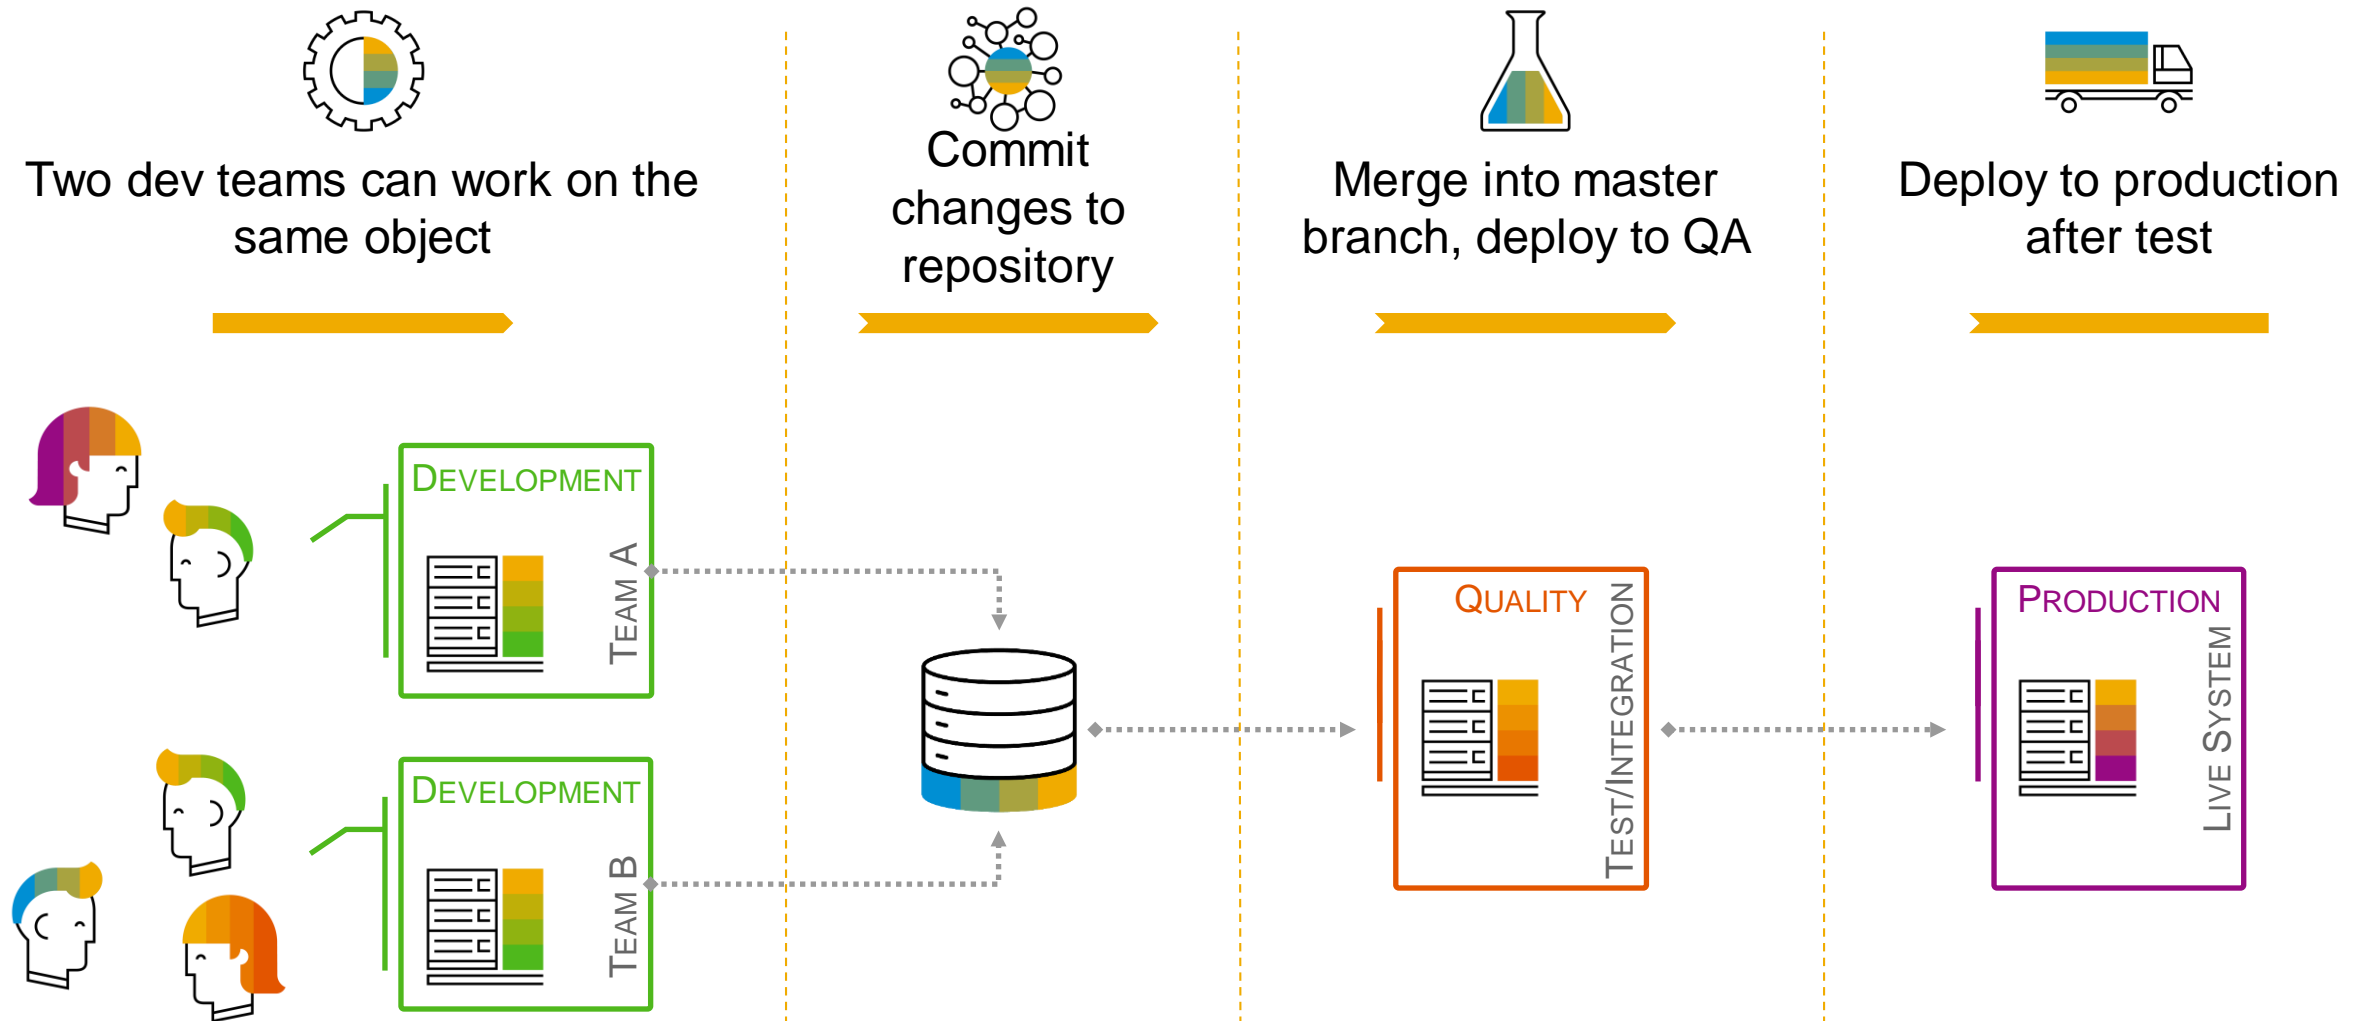 Two dev teams can work on the
same object
Commit
changes to
repository
Merge into master
branch, deploy to QA
Deploy to production
after test
DEVELOPMENT
TEAM A
DEVELOPMENT
TEAM B
QUALITY
TEST/INTEGRATION
PRODUCTION
LIVE SYSTEM